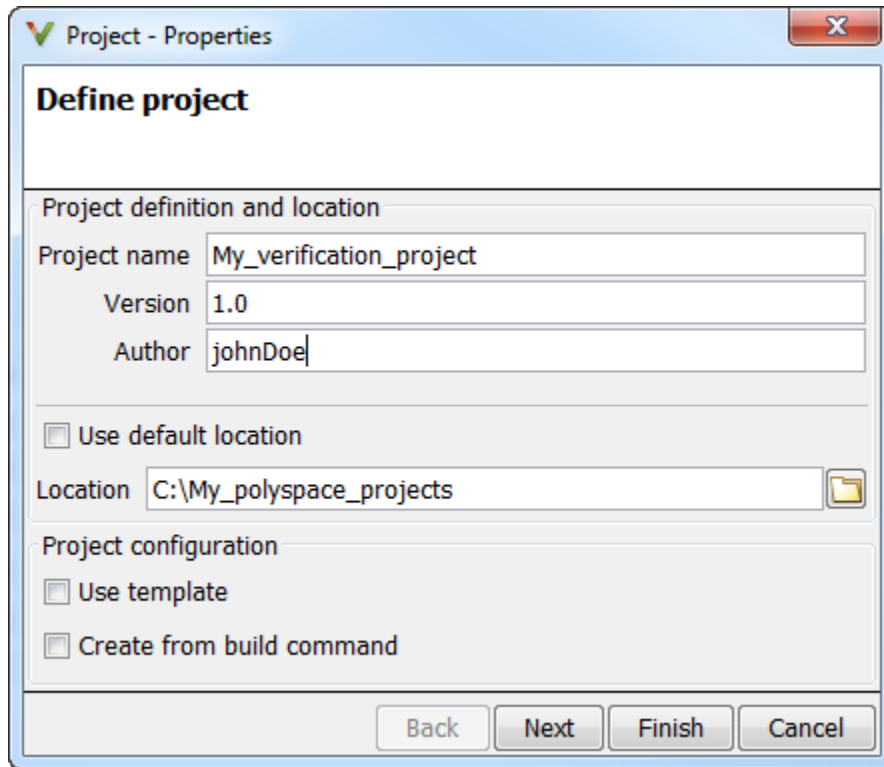 Project - Properties
Define project
Project definition and location
Project name My_verification_project
Version 1.0
Author johnDoe
Use default location
Location C:\My_polyspace_projects
Project configuration
Use template
Create from build command
Back Next Finish Cancel